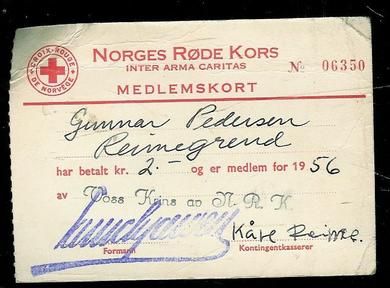 CROIX-ROUGE
DE NORVÈGE
NORGES RØDE KORS
INTER ARMA CARITAS
Nº 06350
MEDLEMSKORT
Gunnar Pedersen
Reimegrend
har betalt kr. 2.- og er medlem for 1956
av Voss Krins av N.R.K.
Formann
Kåre Reime.
Kontingentkasserer